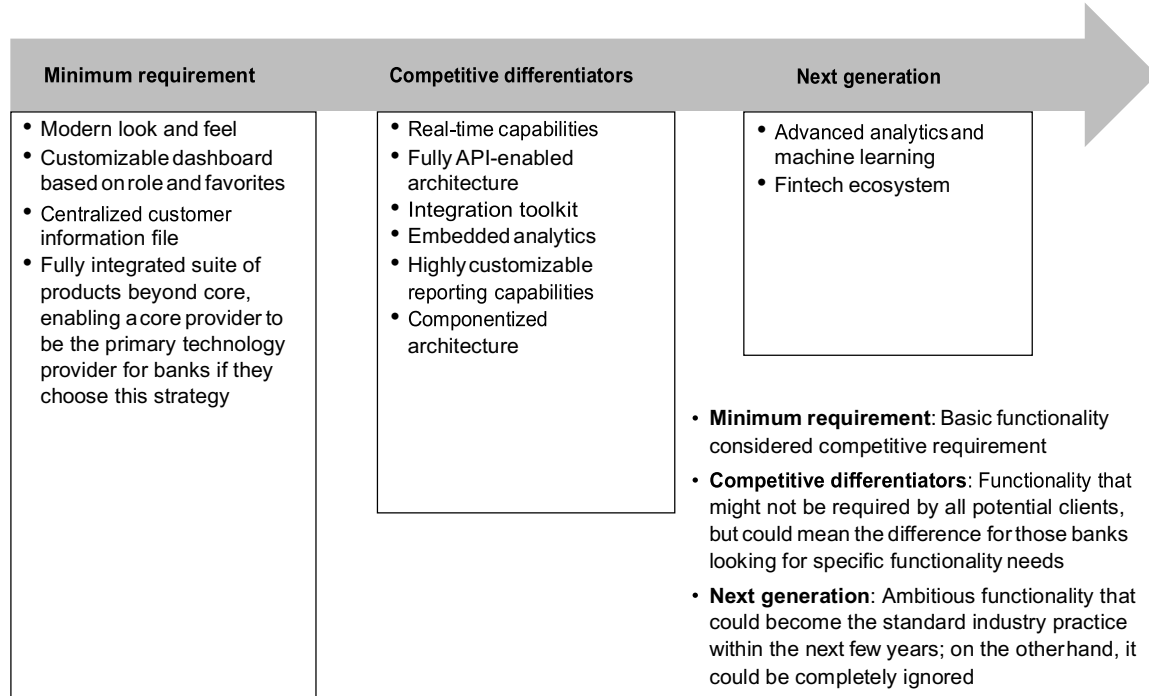 Minimum requirement
Competitive differentiators
Next generation
• Modern look and feel
• Customizable dashboard
based on role and favorites
• Centralized customer
information file
• Fully integrated suite of
products beyond core,
enabling a core provider to
be the primary technology
provider for banks if they
choose this strategy
• Real-time capabilities
• Fully API-enabled
architecture
• Integration toolkit
• Embedded analytics
• Highly customizable
reporting capabilities
• Componentized
architecture
• Advanced analytics and
machine learning
• Fintech ecosystem
• Minimum requirement: Basic functionality
considered competitive requirement
• Competitive differentiators: Functionality that
might not be required by all potential clients,
but could mean the difference for those banks
looking for specific functionality needs
• Next generation: Ambitious functionality that
could become the standard industry practice
within the next few years; on the otherhand, it
could be completely ignored